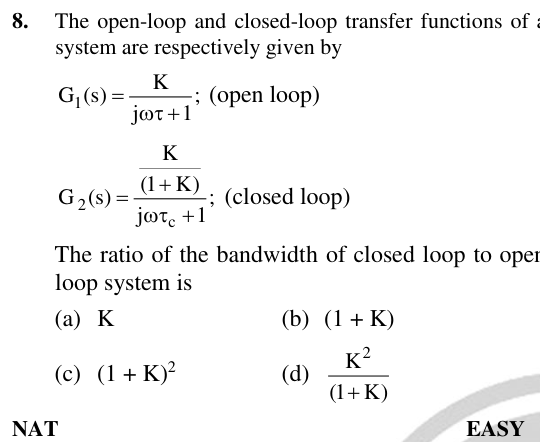 8. The open-loop and closed-loop transfer functions of
system are respectively given by
G₁(s) = K / (jωτ + 1); (open loop)
G₂(s) = (K / (1 + K)) / (jωτ_c + 1); (closed loop)
The ratio of the bandwidth of closed loop to open
loop system is
(a) K (b) (1 + K)
(c) (1 + K)² (d) K² / (1 + K)
NAT EASY